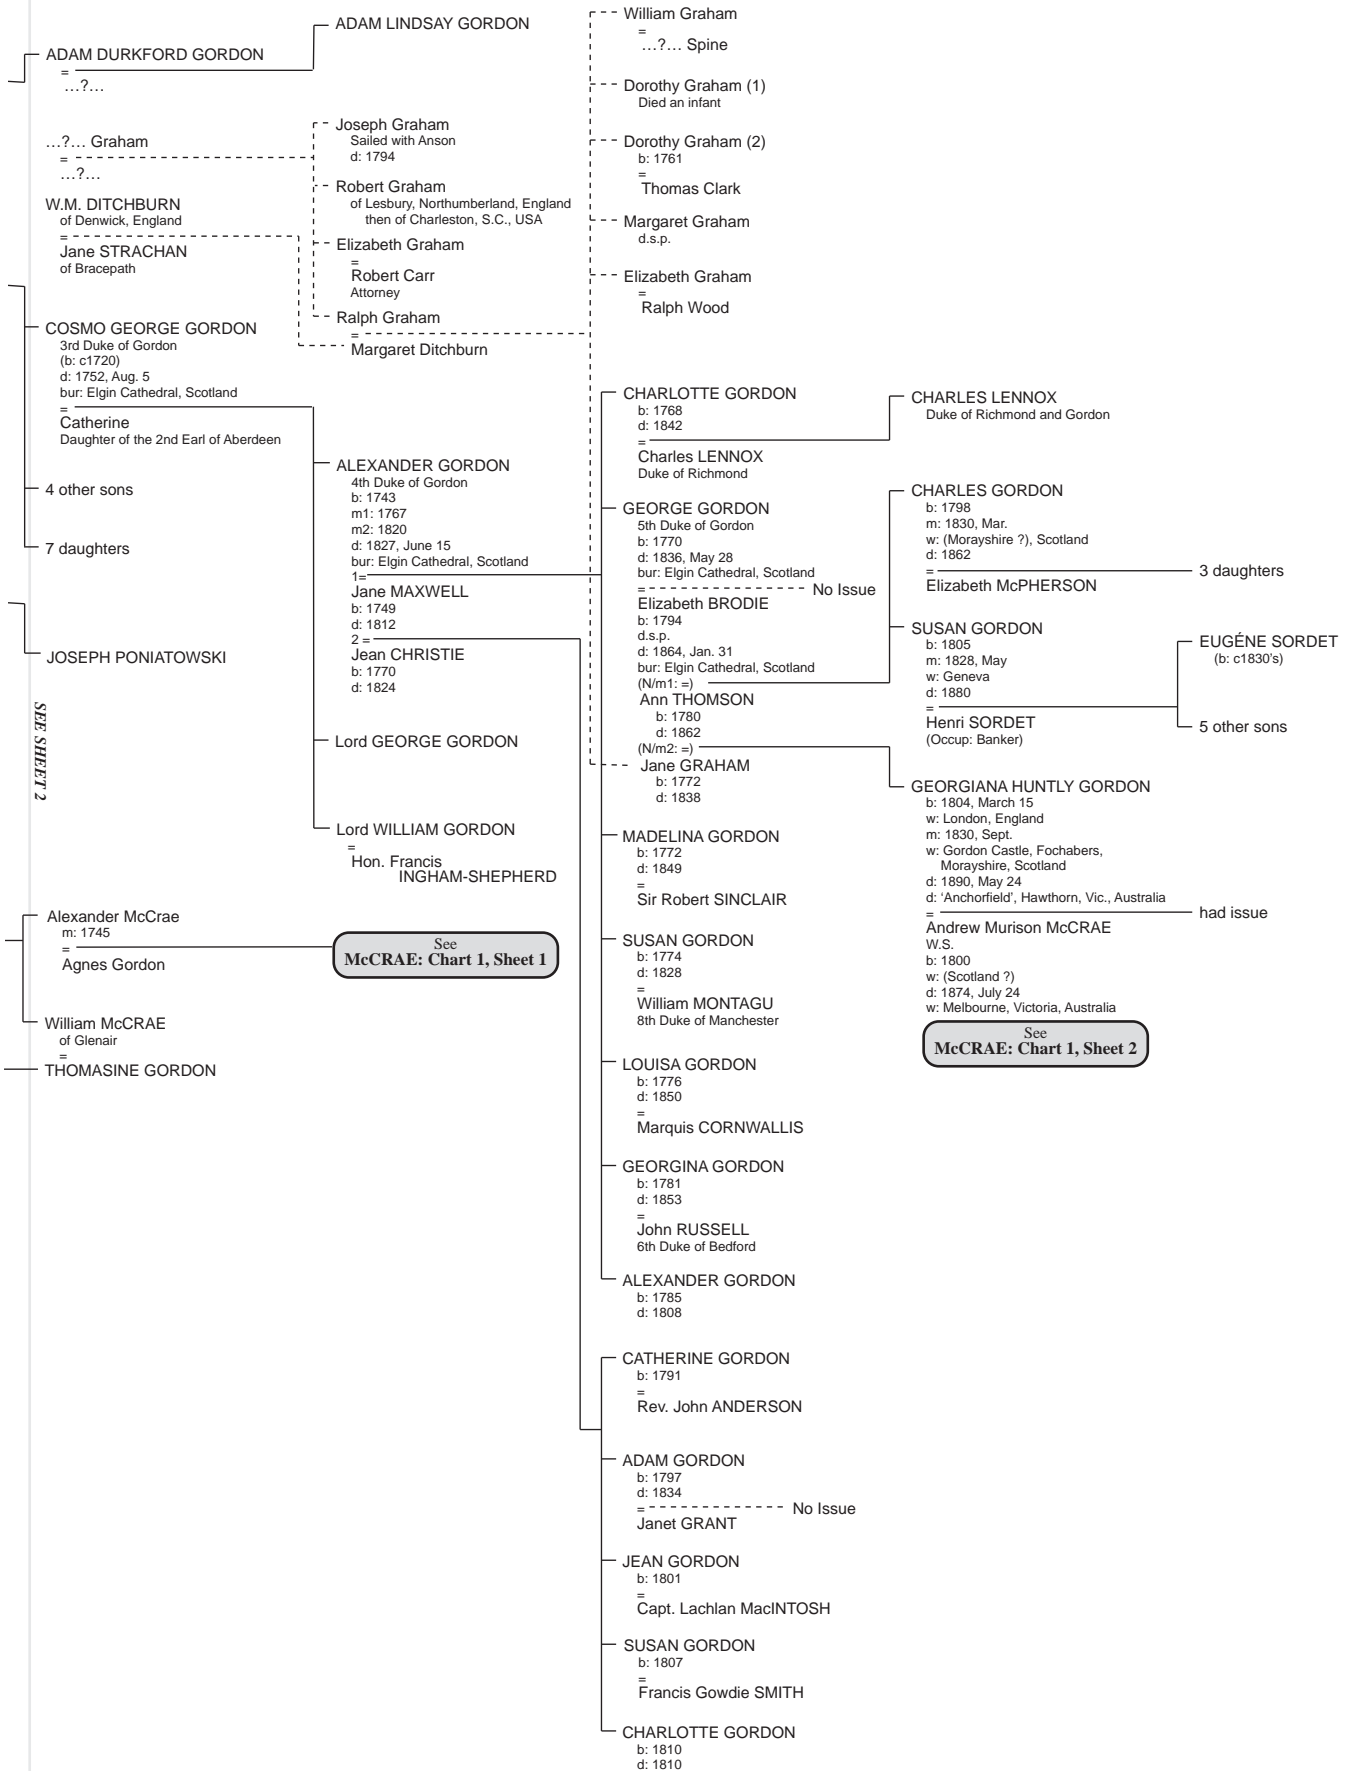 ADAM DURKFORD GORDON
=
…?…
…?… Graham
=
…?…
W.M. DITCHBURN
of Denwick, England
=
Jane STRACHAN
of Bracepath
COSMO GEORGE GORDON
3rd Duke of Gordon
(b: c1720)
d: 1752, Aug. 5
bur: Elgin Cathedral, Scotland
=
Catherine
Daughter of the 2nd Earl of Aberdeen
4 other sons
7 daughters
JOSEPH PONIATOWSKI
SEE SHEET 2
Alexander McCrae
m: 1745
=
Agnes Gordon
William McCRAE
of Glenair
=
THOMASINE GORDON
ADAM LINDSAY GORDON
Joseph Graham
Sailed with Anson
d: 1794
Robert Graham
of Lesbury, Northumberland, England
then of Charleston, S.C., USA
Elizabeth Graham
=
Robert Carr
Attorney
Ralph Graham
=
Margaret Ditchburn
ALEXANDER GORDON
4th Duke of Gordon
b: 1743
m1: 1767
m2: 1820
d: 1827, June 15
bur: Elgin Cathedral, Scotland
1=
Jane MAXWELL
b: 1749
d: 1812
2 =
Jean CHRISTIE
b: 1770
d: 1824
Lord GEORGE GORDON
Lord WILLIAM GORDON
=
Hon. Francis
INGHAM-SHEPHERD
See
McCRAE: Chart 1, Sheet 1
William Graham
=
…?… Spine
Dorothy Graham (1)
Died an infant
Dorothy Graham (2)
b: 1761
=
Thomas Clark
Margaret Graham
d.s.p.
Elizabeth Graham
=
Ralph Wood
CHARLOTTE GORDON
b: 1768
d: 1842
=
Charles LENNOX
Duke of Richmond
GEORGE GORDON
5th Duke of Gordon
b: 1770
d: 1836, May 28
bur: Elgin Cathedral, Scotland
= No Issue
Elizabeth BRODIE
b: 1794
d.s.p.
d: 1864, Jan. 31
bur: Elgin Cathedral, Scotland
(N/m1: =)
Ann THOMSON
b: 1780
d: 1862
(N/m2: =)
Jane GRAHAM
b: 1772
d: 1838
MADELINA GORDON
b: 1772
d: 1849
=
Sir Robert SINCLAIR
SUSAN GORDON
b: 1774
d: 1828
=
William MONTAGU
8th Duke of Manchester
LOUISA GORDON
b: 1776
d: 1850
=
Marquis CORNWALLIS
GEORGINA GORDON
b: 1781
d: 1853
=
John RUSSELL
6th Duke of Bedford
ALEXANDER GORDON
b: 1785
d: 1808
CATHERINE GORDON
b: 1791
=
Rev. John ANDERSON
ADAM GORDON
b: 1797
d: 1834
= No Issue
Janet GRANT
JEAN GORDON
b: 1801
=
Capt. Lachlan MacINTOSH
SUSAN GORDON
b: 1807
=
Francis Gowdie SMITH
CHARLOTTE GORDON
b: 1810
d: 1810
CHARLES LENNOX
Duke of Richmond and Gordon
CHARLES GORDON
b: 1798
m: 1830, Mar.
w: (Morayshire ?), Scotland
d: 1862
= 3 daughters
Elizabeth McPHERSON
SUSAN GORDON
b: 1805
m: 1828, May
w: Geneva
d: 1880
=
Henri SORDET
(Occup: Banker)
GEORGIANA HUNTLY GORDON
b: 1804, March 15
w: London, England
m: 1830, Sept.
w: Gordon Castle, Fochabers,
Morayshire, Scotland
d: 1890, May 24
d: ‘Anchorfield’, Hawthorn, Vic., Australia
= had issue
Andrew Murison McCRAE
W.S.
b: 1800
w: (Scotland ?)
d: 1874, July 24
w: Melbourne, Victoria, Australia
See
McCRAE: Chart 1, Sheet 2
EUGÉNE SORDET
(b: c1830's)
5 other sons